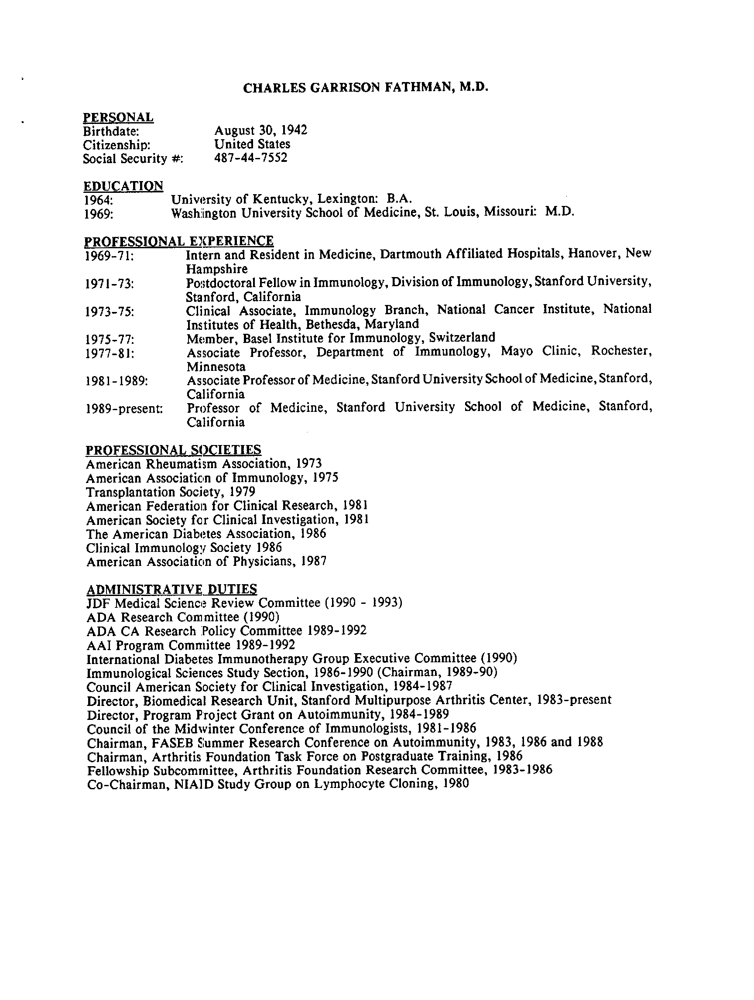 CHARLES GARRISON FATHMAN, M.D.
PERSONAL
Birthdate: August 30, 1942
Citizenship: United States
Social Security #: 487-44-7552
EDUCATION
1964: University of Kentucky, Lexington: B.A.
1969: Washington University School of Medicine, St. Louis, Missouri: M.D.
PROFESSIONAL EXPERIENCE
1969-71: Intern and Resident in Medicine, Dartmouth Affiliated Hospitals, Hanover, New
Hampshire
1971-73: Postdoctoral Fellow in Immunology, Division of Immunology, Stanford University,
Stanford, California
1973-75: Clinical Associate, Immunology Branch, National Cancer Institute, National
Institutes of Health, Bethesda, Maryland
1975-77: Member, Basel Institute for Immunology, Switzerland
1977-81: Associate Professor, Department of Immunology, Mayo Clinic, Rochester,
Minnesota
1981-1989: Associate Professor of Medicine, Stanford University School of Medicine, Stanford,
California
1989-present: Professor of Medicine, Stanford University School of Medicine, Stanford,
California
PROFESSIONAL SOCIETIES
American Rheumatism Association, 1973
American Association of Immunology, 1975
Transplantation Society, 1979
American Federation for Clinical Research, 1981
American Society for Clinical Investigation, 1981
The American Diabetes Association, 1986
Clinical Immunology Society 1986
American Association of Physicians, 1987
ADMINISTRATIVE DUTIES
JDF Medical Science Review Committee (1990 - 1993)
ADA Research Committee (1990)
ADA CA Research Policy Committee 1989-1992
AAI Program Committee 1989-1992
International Diabetes Immunotherapy Group Executive Committee (1990)
Immunological Sciences Study Section, 1986-1990 (Chairman, 1989-90)
Council American Society for Clinical Investigation, 1984-1987
Director, Biomedical Research Unit, Stanford Multipurpose Arthritis Center, 1983-present
Director, Program Project Grant on Autoimmunity, 1984-1989
Council of the Midwinter Conference of Immunologists, 1981-1986
Chairman, FASEB Summer Research Conference on Autoimmunity, 1983, 1986 and 1988
Chairman, Arthritis Foundation Task Force on Postgraduate Training, 1986
Fellowship Subcommittee, Arthritis Foundation Research Committee, 1983-1986
Co-Chairman, NIAID Study Group on Lymphocyte Cloning, 1980